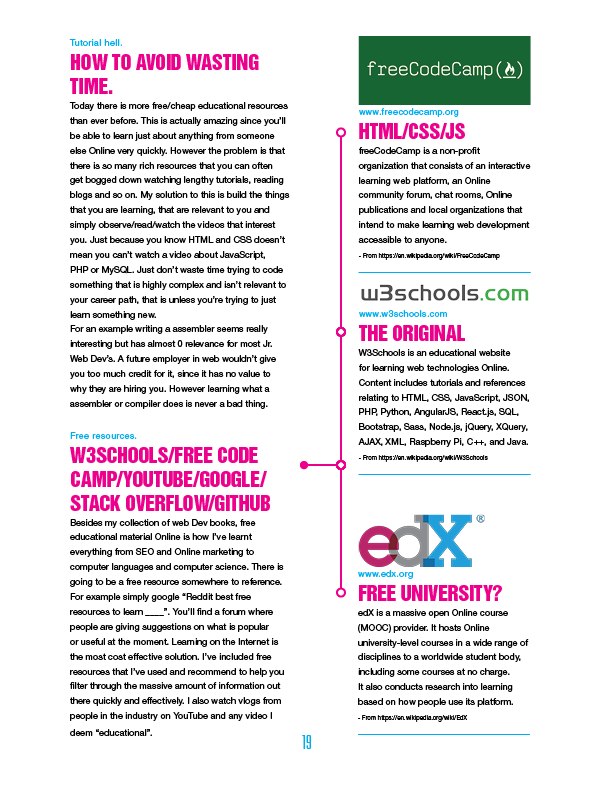 Tutorial hell.
HOW TO AVOID WASTING
TIME.
Today there is more free/cheap educational resources
than ever before. This is actually amazing since you’ll
be able to learn just about anything from someone
else Online very quickly. However the problem is that
there is so many rich resources that you can often
get bogged down watching lengthy tutorials, reading
blogs and so on. My solution to this is build the things
that you are learning, that are relevant to you and
simply observe/read/watch the videos that interest
you. Just because you know HTML and CSS doesn’t
mean you can’t watch a video about JavaScript,
PHP or MySQL. Just don’t waste time trying to code
something that is highly complex and isn’t relevant to
your career path, that is unless you’re trying to just
learn something new.
For an example writing a assembler seems really
interesting but has almost 0 relevance for most Jr.
Web Dev’s. A future employer in web wouldn’t give
you too much credit for it, since it has no value to
why they are hiring you. However learning what a
assembler or compiler does is never a bad thing.
Free resources.
W3SCHOOLS/FREE CODE
CAMP/YOUTUBE/GOOGLE/
STACK OVERFLOW/GITHUB
Besides my collection of web Dev books, free
educational material Online is how I’ve learnt
everything from SEO and Online marketing to
computer languages and computer science. There is
going to be a free resource somewhere to reference.
For example simply google “Reddit best free
resources to learn ____”. You’ll find a forum where
people are giving suggestions on what is popular
or useful at the moment. Learning on the Internet is
the most cost effective solution. I’ve included free
resources that I’ve used and recommend to help you
filter through the massive amount of information out
there quickly and effectively. I also watch vlogs from
people in the industry on YouTube and any video I
deem “educational”.
freeCodeCamp(🔥)
www.freecodecamp.org
HTML/CSS/JS
freeCodeCamp is a non-profit
organization that consists of an interactive
learning web platform, an Online
community forum, chat rooms, Online
publications and local organizations that
intend to make learning web development
accessible to anyone.
- From https://en.wikipedia.org/wiki/FreeCodeCamp
w3schools.com
www.w3schools.com
THE ORIGINAL
W3Schools is an educational website
for learning web technologies Online.
Content includes tutorials and references
relating to HTML, CSS, JavaScript, JSON,
PHP, Python, AngularJS, React.js, SQL,
Bootstrap, Sass, Node.js, jQuery, XQuery,
AJAX, XML, Raspberry Pi, C++, and Java.
- From https://en.wikipedia.org/wiki/W3Schools
edX®
www.edx.org
FREE UNIVERSITY?
edX is a massive open Online course
(MOOC) provider. It hosts Online
university-level courses in a wide range of
disciplines to a worldwide student body,
including some courses at no charge.
It also conducts research into learning
based on how people use its platform.
- From https://en.wikipedia.org/wiki/EdX
19